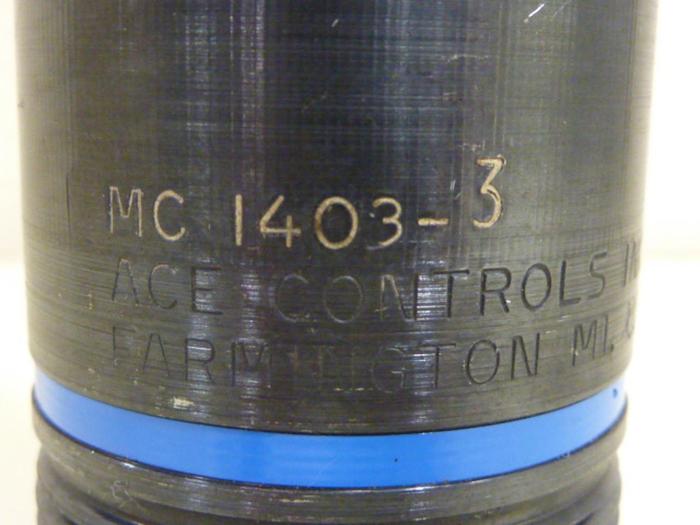 MC 1403-3
ACE CONTROLS
FARMINGTON MI.